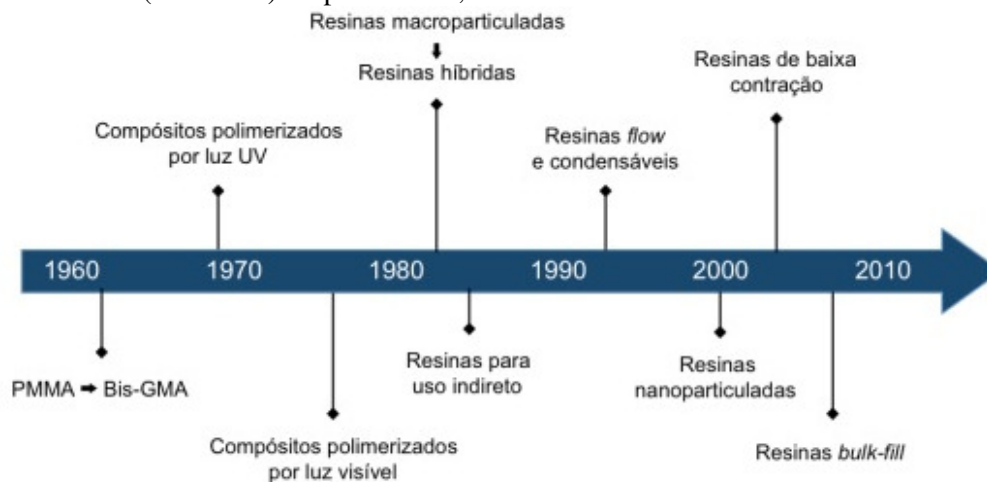 Resinas macroparticuladas
Resinas híbridas
Resinas de baixa
contração
Compósitos polimerizados
por luz UV
Resinas flow
e condensáveis
1960 1970 1980 1990 2000 2010
PMMA ➡ Bis-GMA
Resinas para
uso indireto
Resinas
nanoparticuladas
Compósitos polimerizados
por luz visível
Resinas bulk-fill